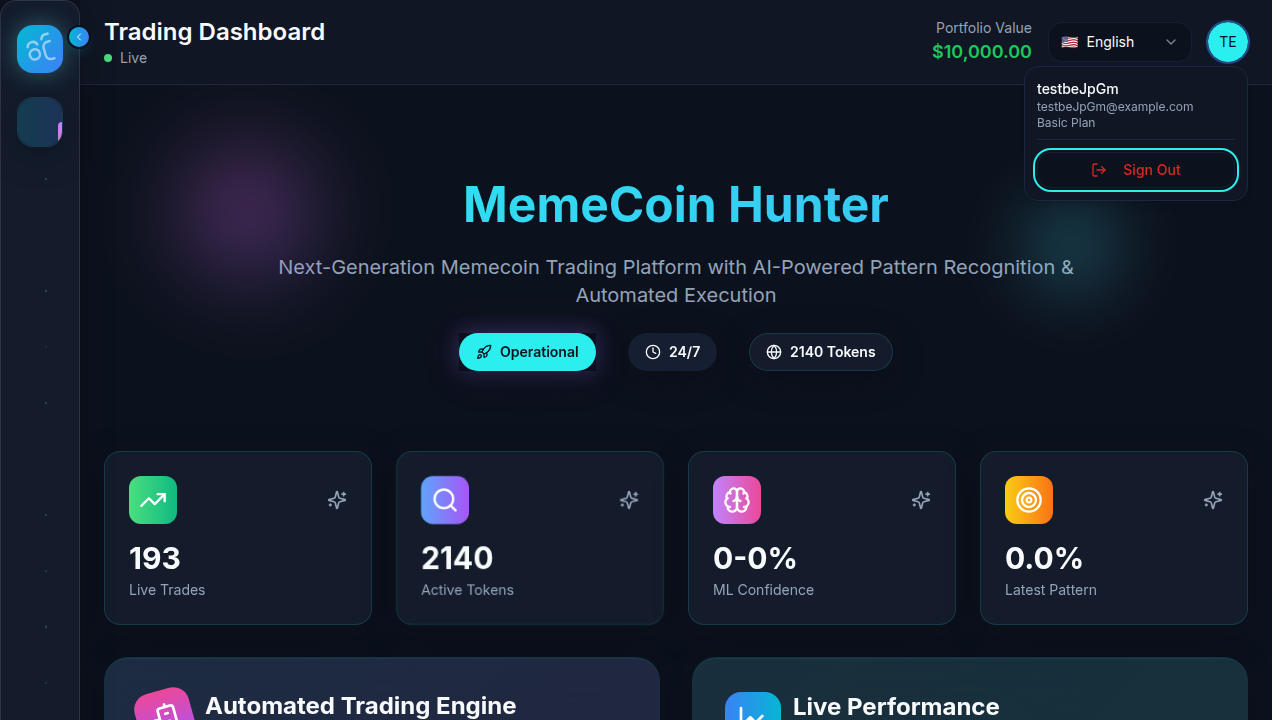 Trading Dashboard
Live
Portfolio Value
$10,000.00
English
TE
testbeJpGm
testbeJpGm@example.com
Basic Plan
Sign Out
MemeCoin Hunter
Next-Generation Memecoin Trading Platform with AI-Powered Pattern Recognition &
Automated Execution
Operational
24/7
2140 Tokens
193
Live Trades
2140
Active Tokens
0-0%
ML Confidence
0.0%
Latest Pattern
Automated Trading Engine
Live Performance